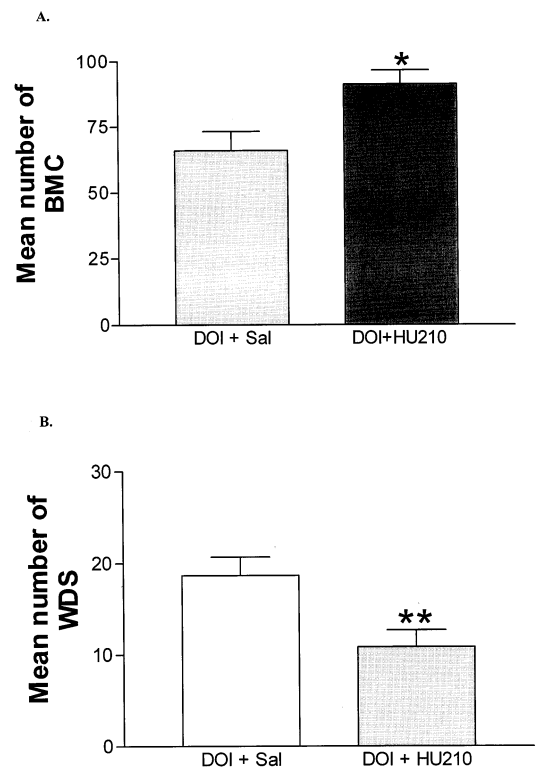 A.
Mean number of
BMC
100
75
50
25
0
*
DOI + Sal
DOI+HU210
B.
Mean number of
WDS
30
20
10
0
**
DOI + Sal
DOI + HU210